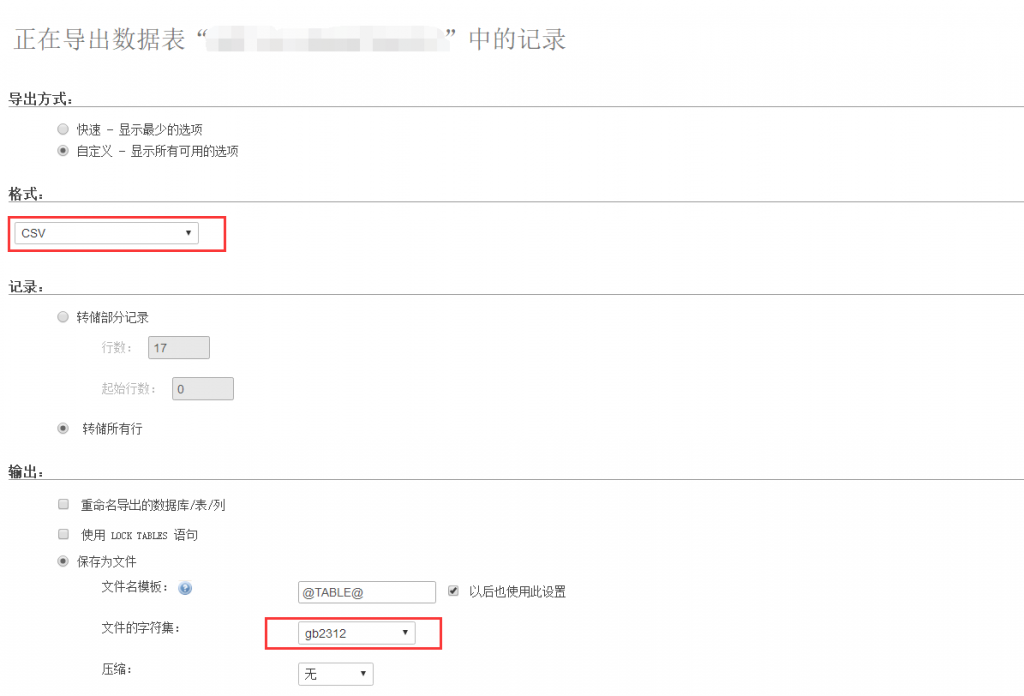 正在导出数据表“”中的记录
导出方式：
快速 - 显示最少的选项
自定义 - 显示所有可用的选项
格式：
CSV
记录：
转储部分记录
行数： 17
起始行数： 0
转储所有行
输出：
重命名导出的数据库/表/列
使用 LOCK TABLES 语句
保存为文件
文件名模板： @TABLE@ 以后也使用此设置
文件的字符集： gb2312
压缩： 无